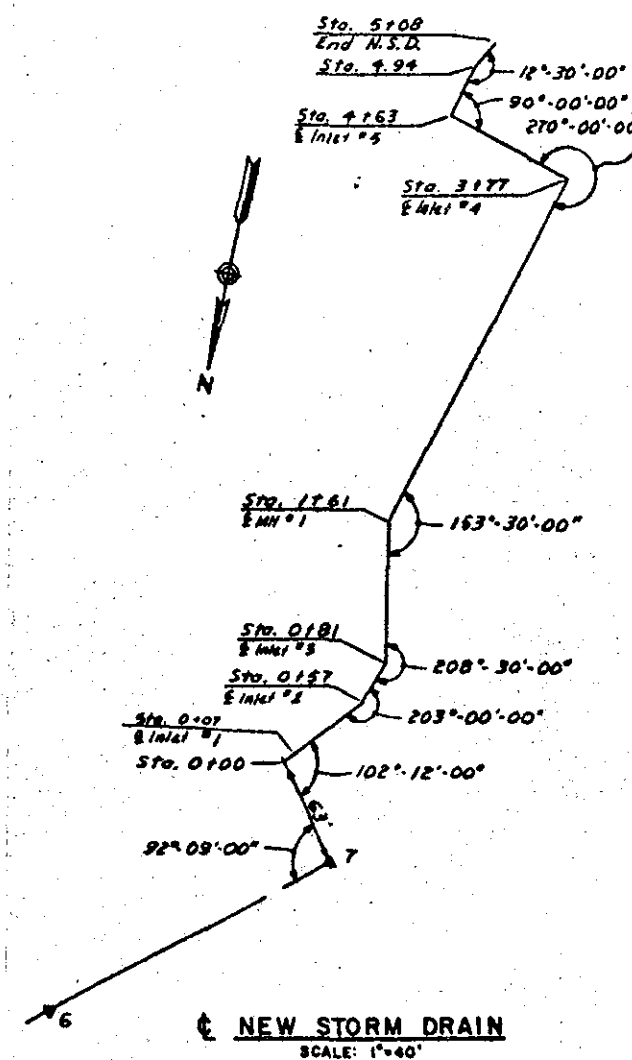 Sta. 5+08
End N.S.D.
Sta. 4.94
12°-30'-00"
90°-00'-00"
Sta. 4+63
℄ Inlet #5
270°-00'-00
Sta. 3+77
℄ Inlet #4
N
Sta. 1+61
℄ MH #1
153°-30'-00"
Sta. 0+81
℄ Inlet #3
208°-30'-00"
Sta. 0+57
℄ Inlet #2
203°-00'-00"
Sta. 0+07
℄ Inlet #1
Sta. 0+00
102°-12'-00"
63'
92°-09'-00"
7
6
℄ NEW STORM DRAIN
SCALE: 1"=40'